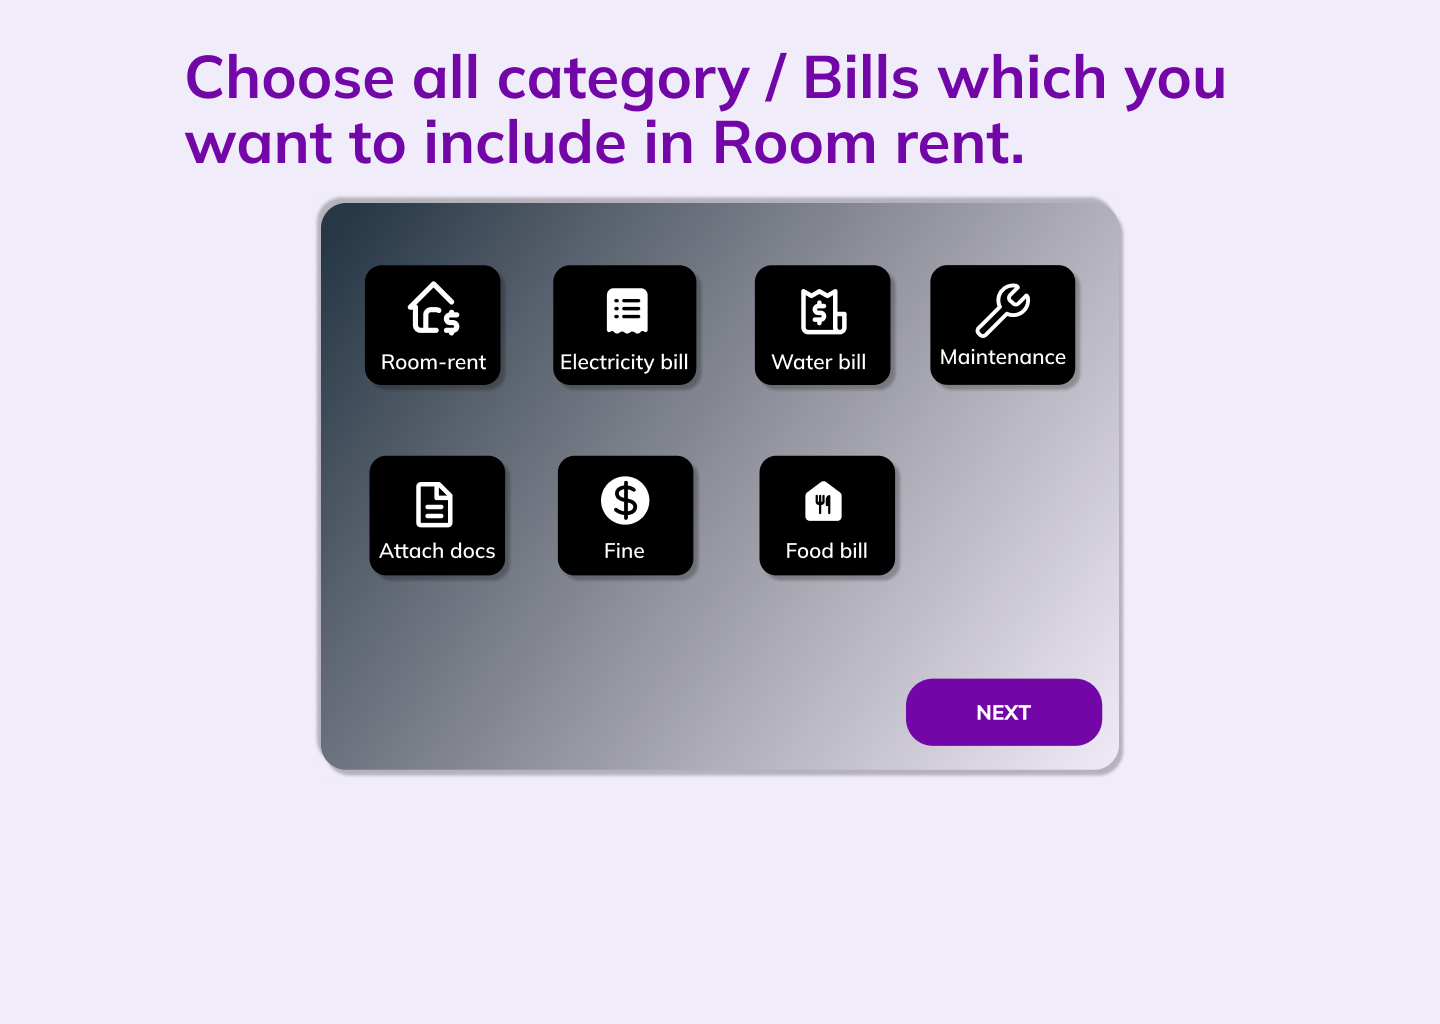 Choose all category / Bills which you
want to include in Room rent.
Room-rent
Electricity bill
Water bill
Maintenance
Attach docs
Fine
Food bill
NEXT